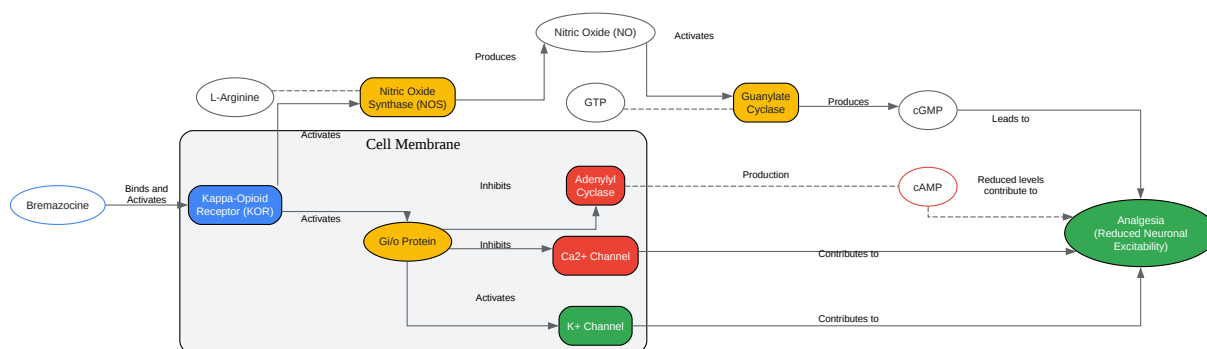 Nitric Oxide (NO)
Activates
Produces
L-Arginine
Nitric Oxide
Synthase (NOS)
GTP
Guanylate
Cyclase
Produces
cGMP
Leads to
Activates
Cell Membrane
Bremazocine
Binds and
Activates
Kappa-Opioid
Receptor (KOR)
Activates
Gi/o Protein
Inhibits
Adenylyl
Cyclase
Production
cAMP
Reduced levels
contribute to
Inhibits
Ca2+ Channel
Contributes to
Analgesia
(Reduced Neuronal
Excitability)
Activates
K+ Channel
Contributes to